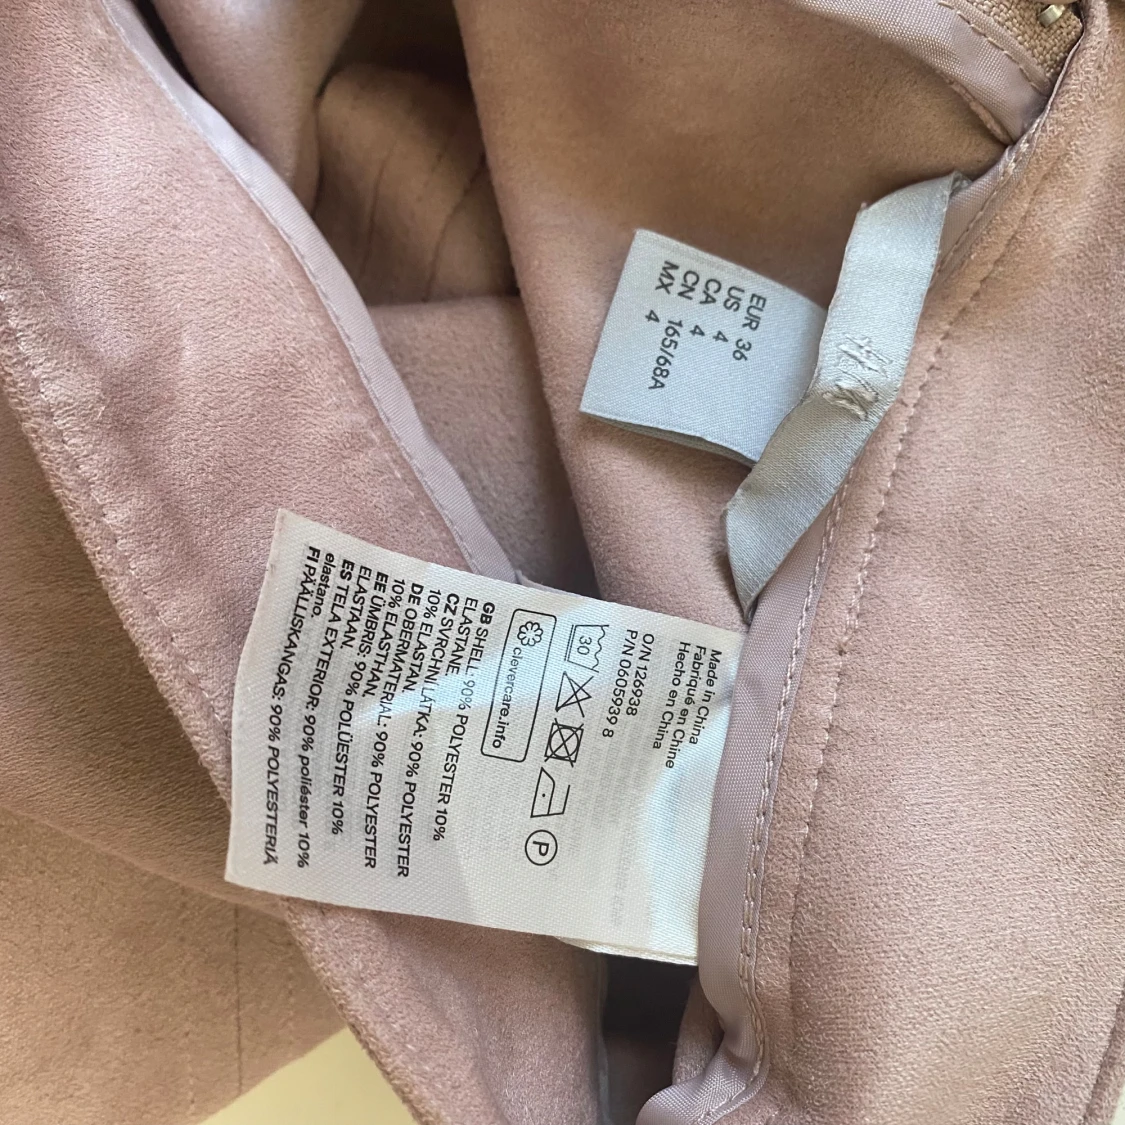 H&M
EUR 36
US 4
CA 4
CN 165/68A
MX 4
Made in China
Fabriqué en Chine
Hecho en China
O/N 126938
P/N 0605939 8
30
P
clevercare.info
GB SHELL: 90% POLYESTER 10%
ELASTANE.
CZ SVRCHNÍ LÁTKA: 90% POLYESTER
10% ELASTAN.
DE OBERMATERIAL: 90% POLYESTER
10% ELASTHAN.
EE ÜMBRIS: 90% POLÜESTER 10%
ELASTAAN.
ES TELA EXTERIOR: 90% poliéster 10%
elastano.
FI PÄÄLLISKANGAS: 90% POLYESTERIÄ